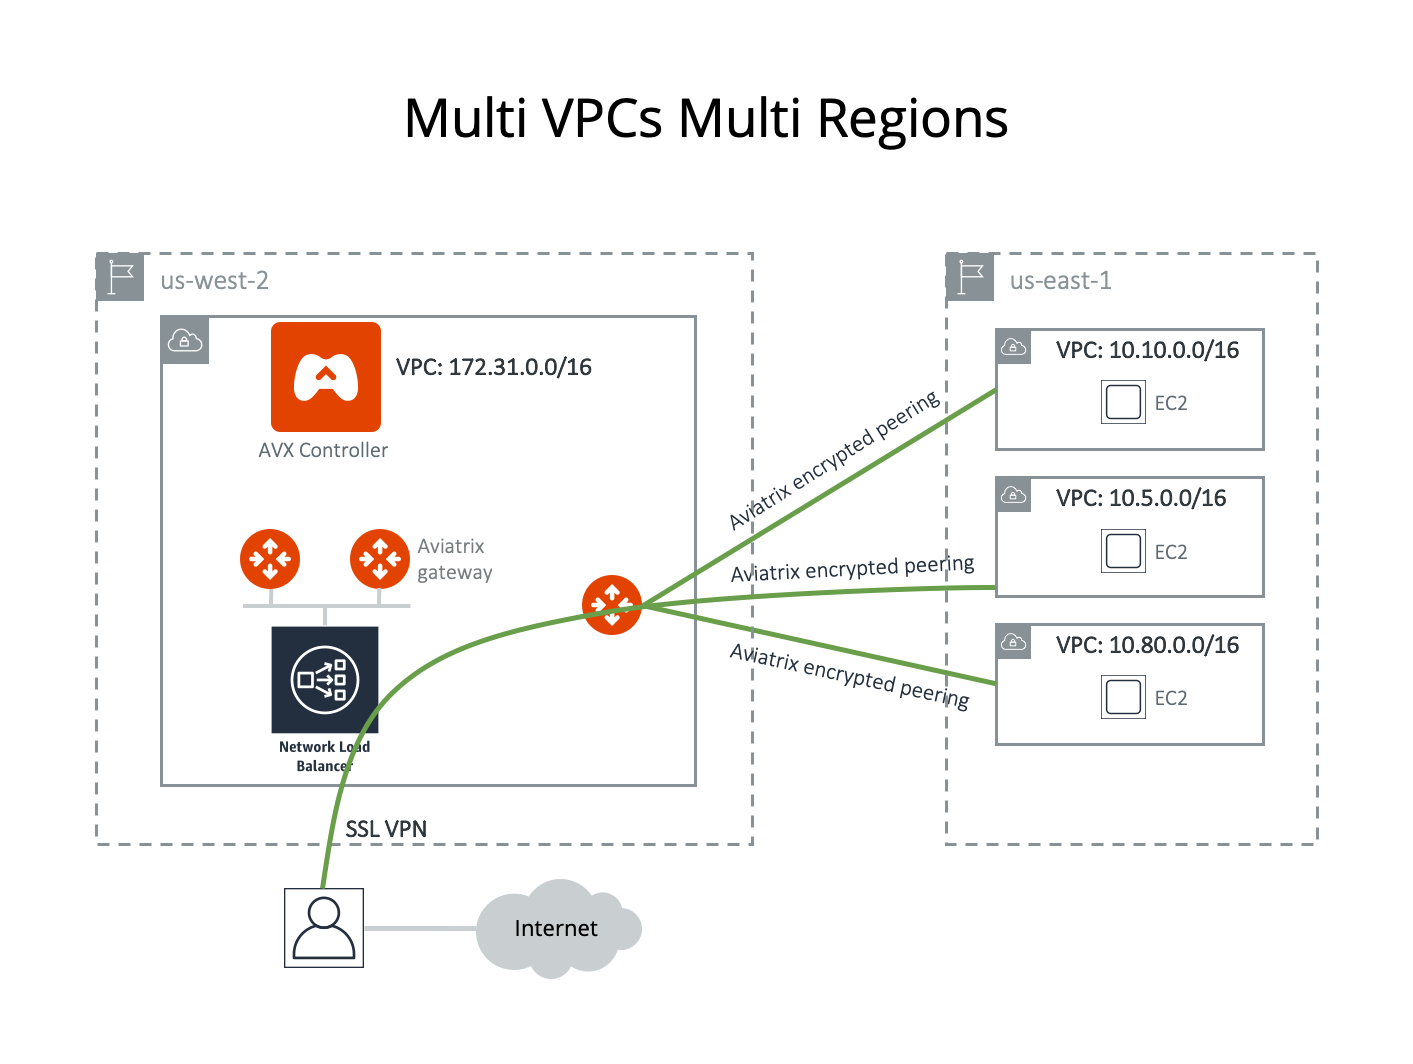 Multi VPCs Multi Regions
us-west-2
us-east-1
VPC: 172.31.0.0/16
AVX Controller
Aviatrix
gateway
Network Load
Balancer
SSL VPN
Internet
Aviatrix encrypted peering
Aviatrix encrypted peering
Aviatrix encrypted peering
VPC: 10.10.0.0/16
EC2
VPC: 10.5.0.0/16
EC2
VPC: 10.80.0.0/16
EC2